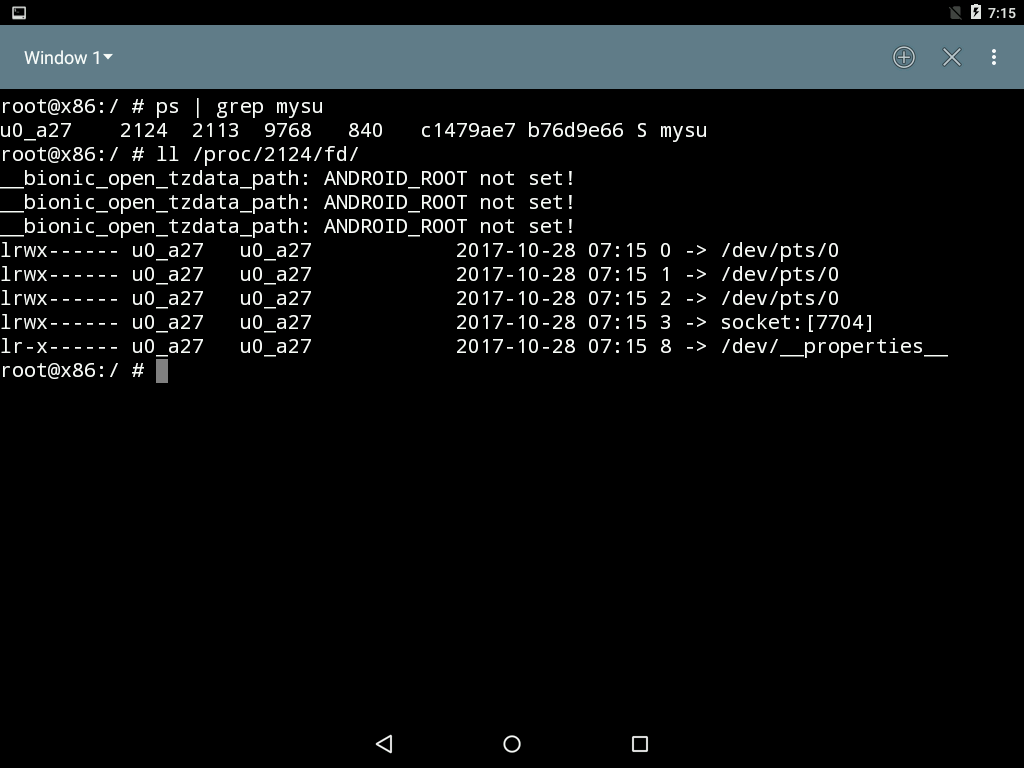 7:15
Window 1
root@x86:/ # ps | grep mysu
u0_a27    2124  2113  9768   840   c1479ae7 b76d9e66 S mysu
root@x86:/ # ll /proc/2124/fd/
__bionic_open_tzdata_path: ANDROID_ROOT not set!
__bionic_open_tzdata_path: ANDROID_ROOT not set!
__bionic_open_tzdata_path: ANDROID_ROOT not set!
lrwx------ u0_a27   u0_a27            2017-10-28 07:15 0 -> /dev/pts/0
lrwx------ u0_a27   u0_a27            2017-10-28 07:15 1 -> /dev/pts/0
lrwx------ u0_a27   u0_a27            2017-10-28 07:15 2 -> /dev/pts/0
lrwx------ u0_a27   u0_a27            2017-10-28 07:15 3 -> socket:[7704]
lr-x------ u0_a27   u0_a27            2017-10-28 07:15 8 -> /dev/__properties__
root@x86:/ #